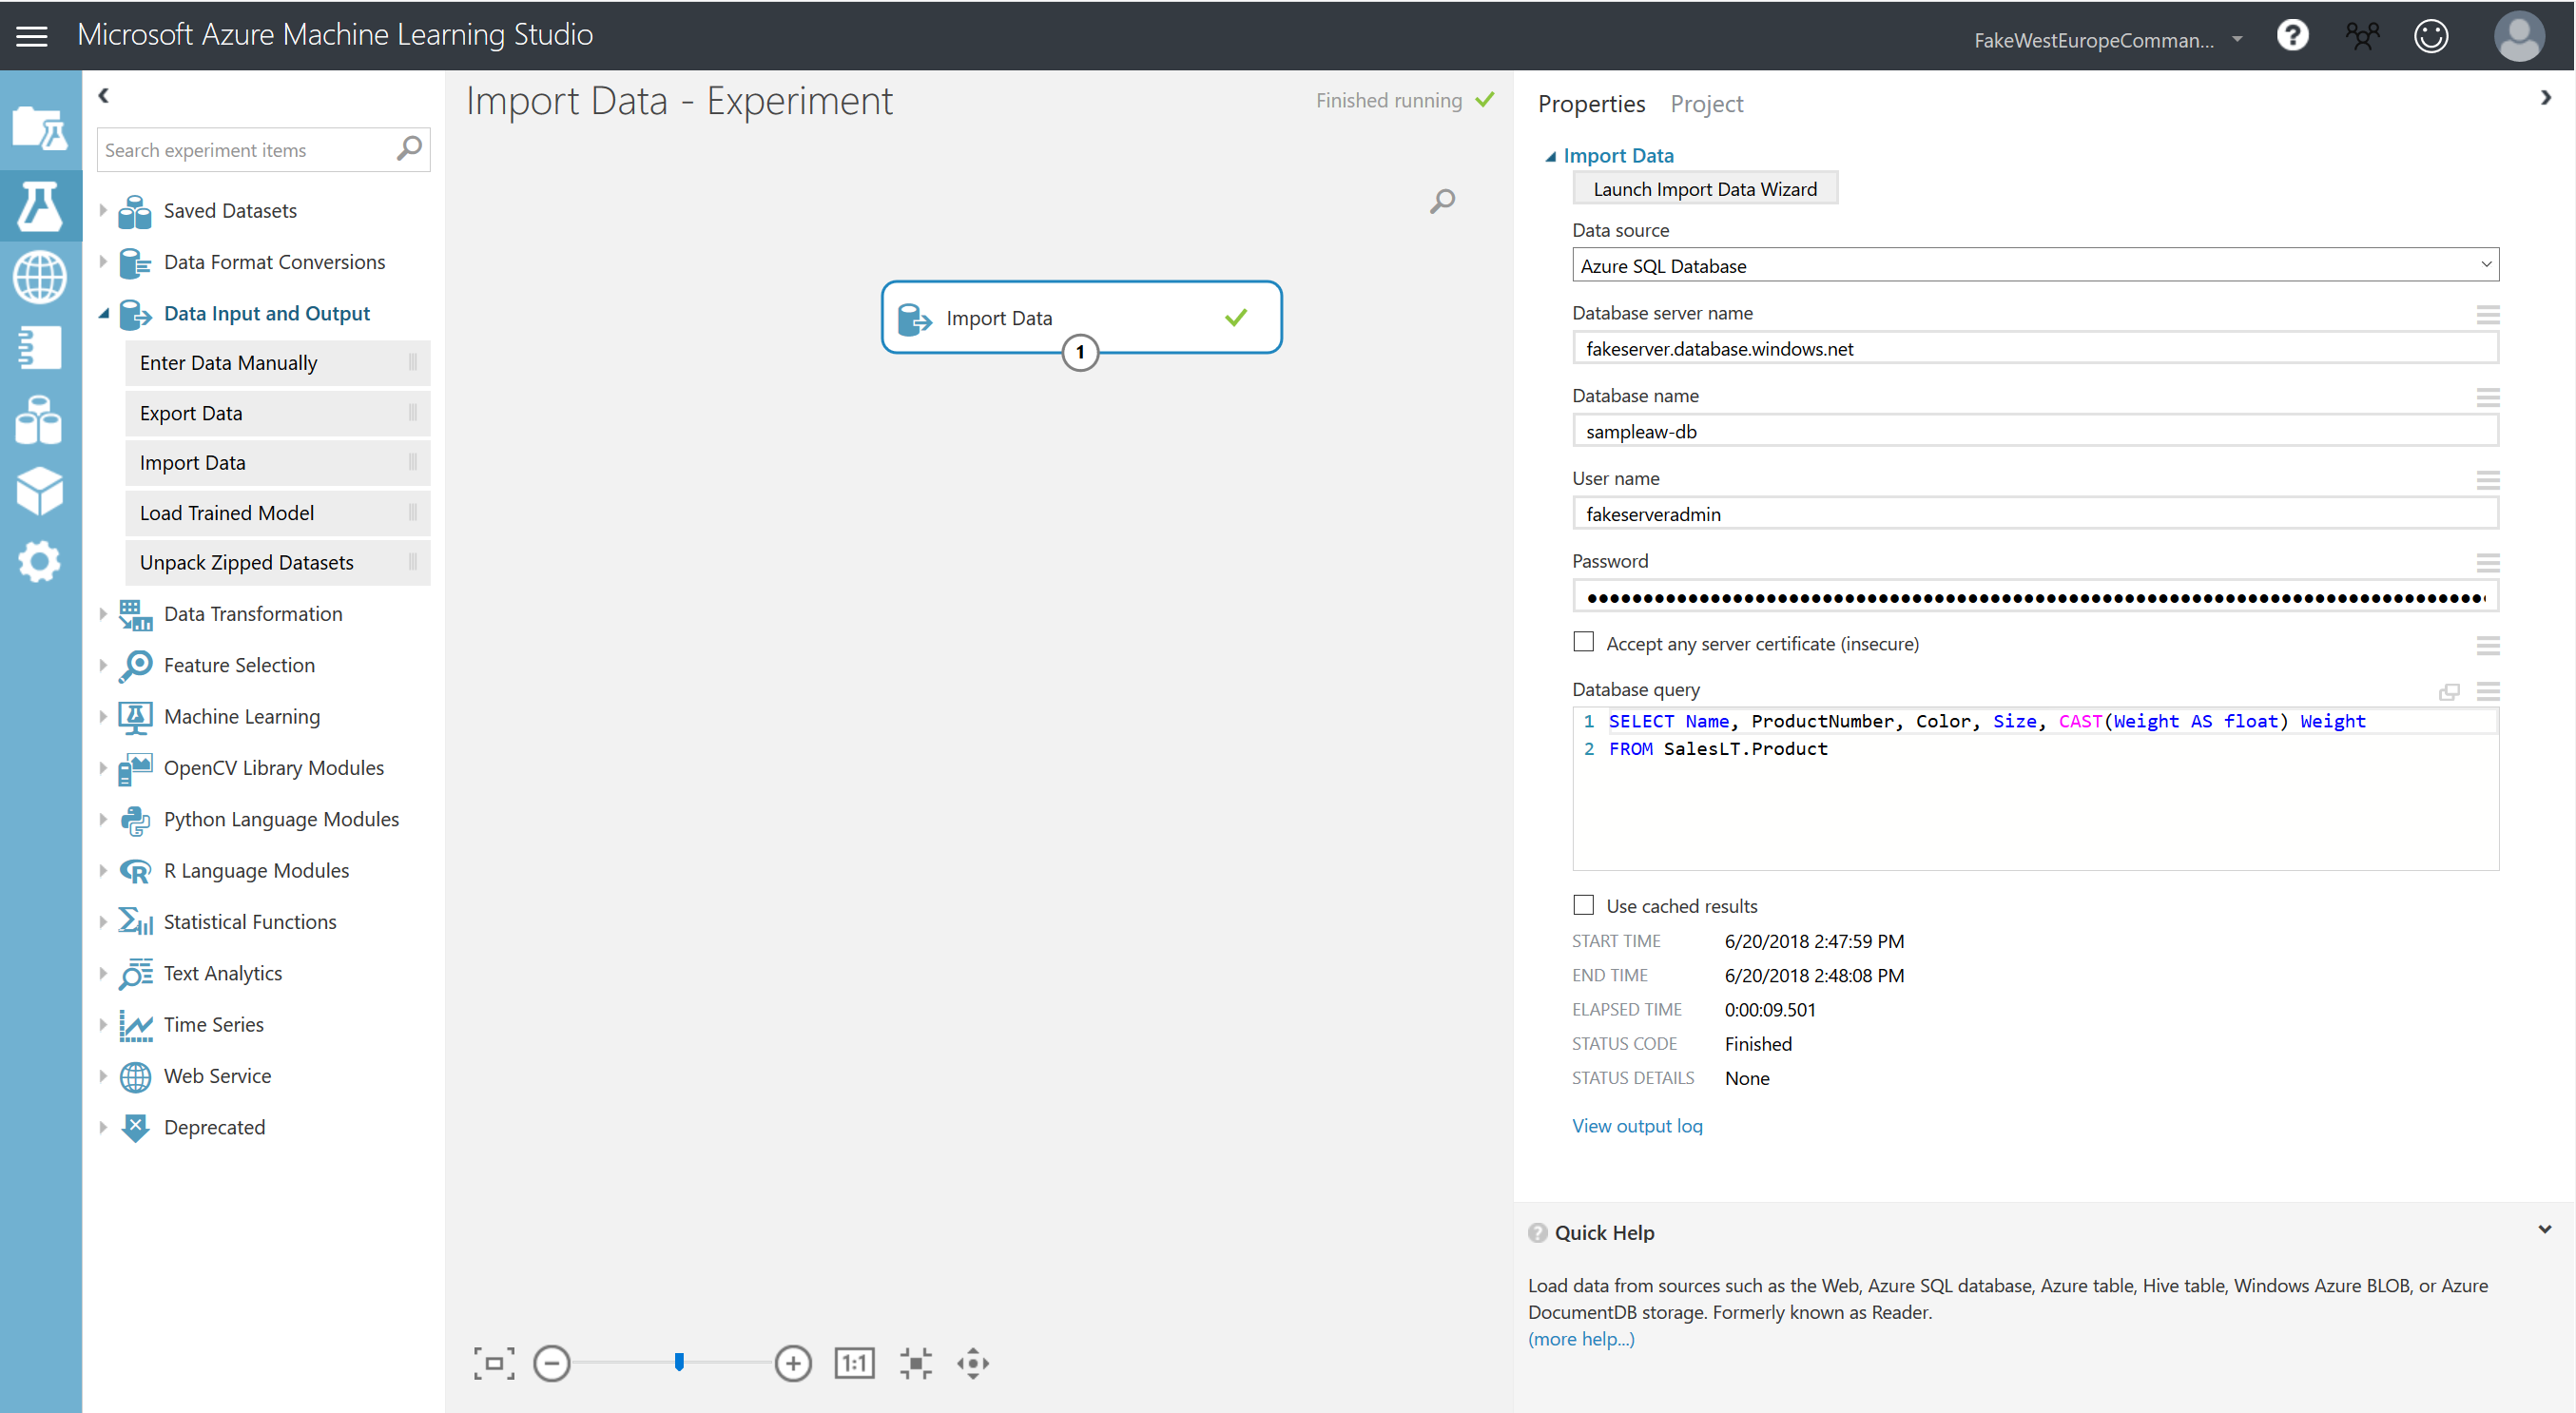 Microsoft Azure Machine Learning Studio
FakeWestEuropeComman...
Search experiment items
Saved Datasets
Data Format Conversions
Data Input and Output
Enter Data Manually
Export Data
Import Data
Load Trained Model
Unpack Zipped Datasets
Data Transformation
Feature Selection
Machine Learning
OpenCV Library Modules
Python Language Modules
R Language Modules
Statistical Functions
Text Analytics
Time Series
Web Service
Deprecated
Import Data - Experiment
Finished running
Import Data
1
1:1
Properties Project
Import Data
Launch Import Data Wizard
Data source
Azure SQL Database
Database server name
fakeserver.database.windows.net
Database name
sampleaw-db
User name
fakeserveradmin
Password
Accept any server certificate (insecure)
Database query
1 SELECT Name, ProductNumber, Color, Size, CAST(Weight AS float) Weight
2 FROM SalesLT.Product
Use cached results
START TIME 6/20/2018 2:47:59 PM
END TIME 6/20/2018 2:48:08 PM
ELAPSED TIME 0:00:09.501
STATUS CODE Finished
STATUS DETAILS None
View output log
Quick Help
Load data from sources such as the Web, Azure SQL database, Azure table, Hive table, Windows Azure BLOB, or Azure
DocumentDB storage. Formerly known as Reader.
(more help...)